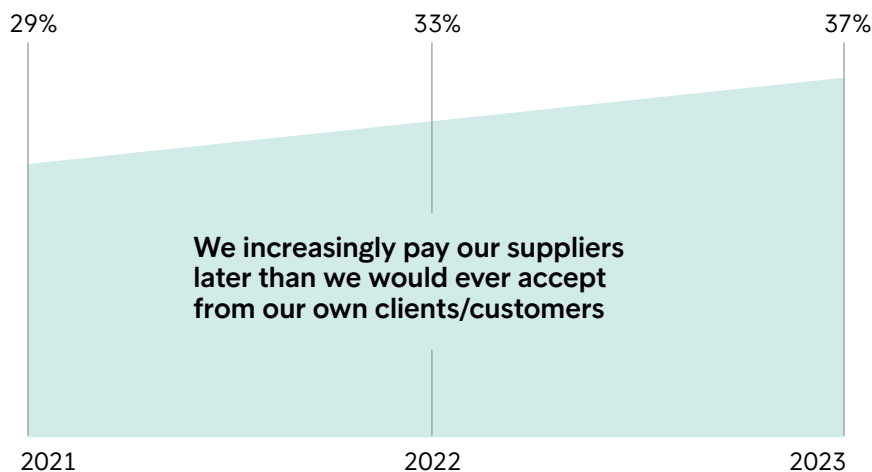 29% 33% 37%
We increasingly pay our suppliers
later than we would ever accept
from our own clients/customers
2021 2022 2023